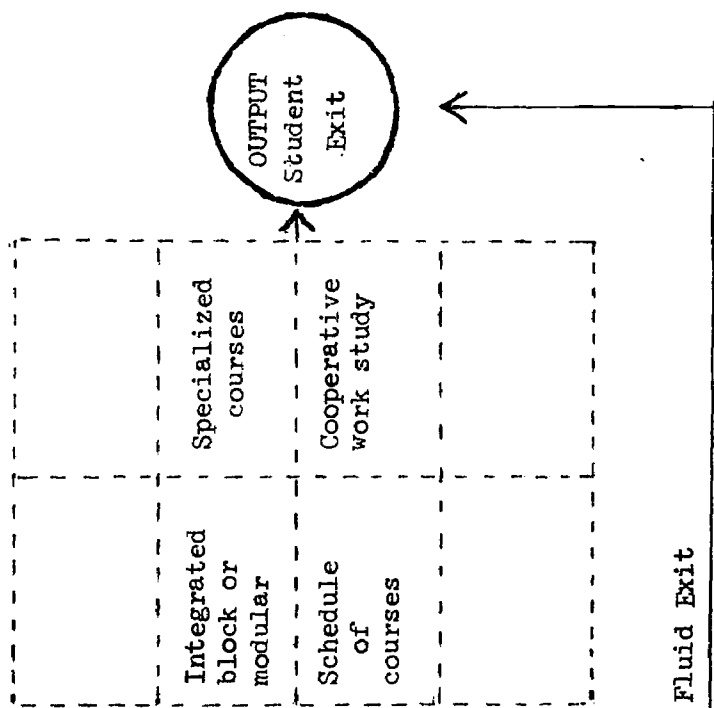 Integrated
block or
modular
Specialized
courses
OUTPUT
Student
Exit
Schedule
of
courses
Cooperative
work study
Fluid Exit